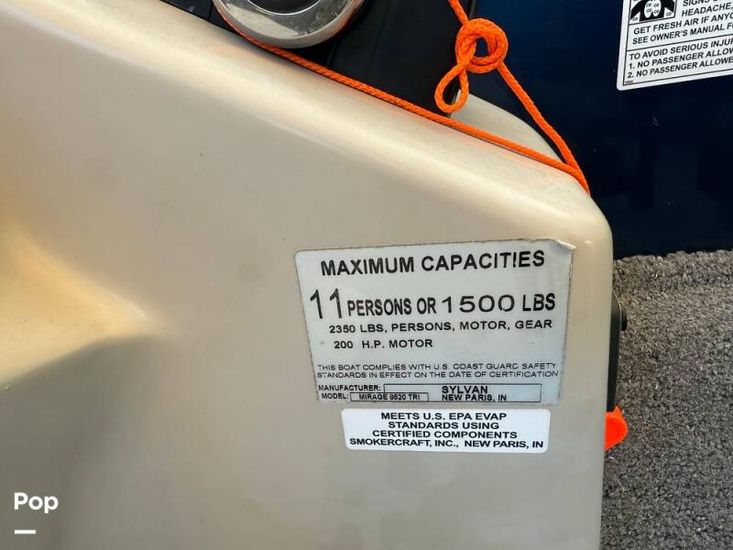 SIGNS O
HEADACHE,
GET FRESH AIR IF ANYO
SEE OWNER'S MANUAL F
TO AVOID SERIOUS INJUR
1. NO PASSENGER ALLOW
2. NO PASSENGER ALLOWE
MAXIMUM CAPACITIES
11 PERSONS OR 1500 LBS
2350 LBS, PERSONS, MOTOR, GEAR
200 H.P. MOTOR
THIS BOAT COMPLIES WITH U.S. COAST GUARD SAFETY
STANDARDS IN EFFECT ON THE DATE OF CERTIFICATION
MANUFACTURER: SYLVAN
MODEL: MIRAGE 8520 TRI NEW PARIS, IN
MEETS U.S. EPA EVAP
STANDARDS USING
CERTIFIED COMPONENTS
SMOKERCRAFT, INC., NEW PARIS, IN
Pop